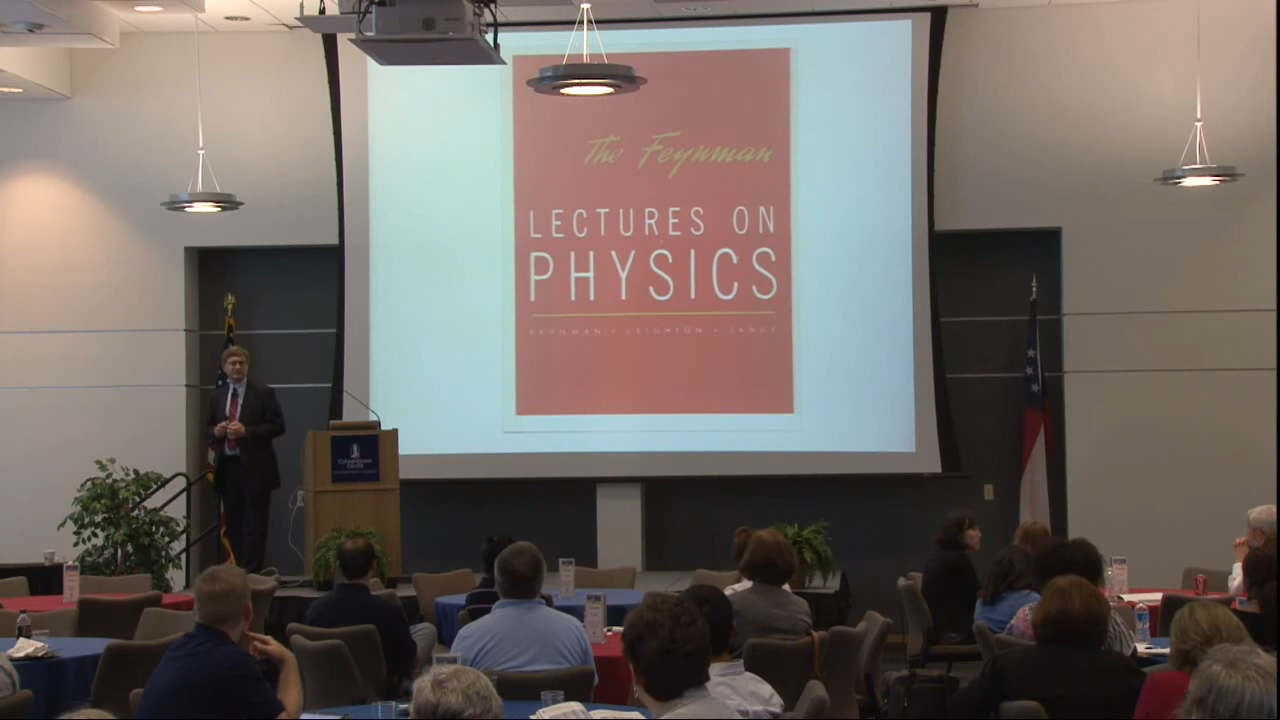 The Feynman
LECTURES ON
PHYSICS
FEYNMAN • LEIGHTON • SANDS